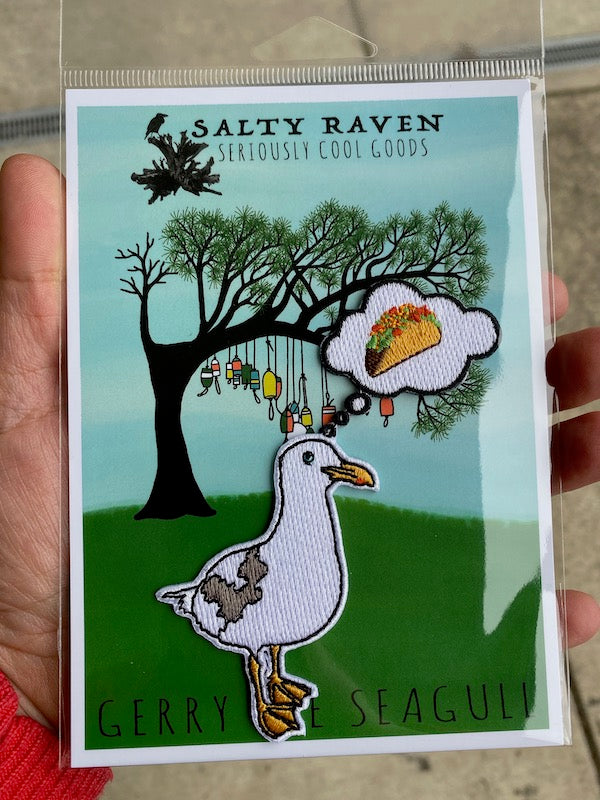 SALTY RAVEN
SERIOUSLY COOL GOODS
GERRY E SEAGULL